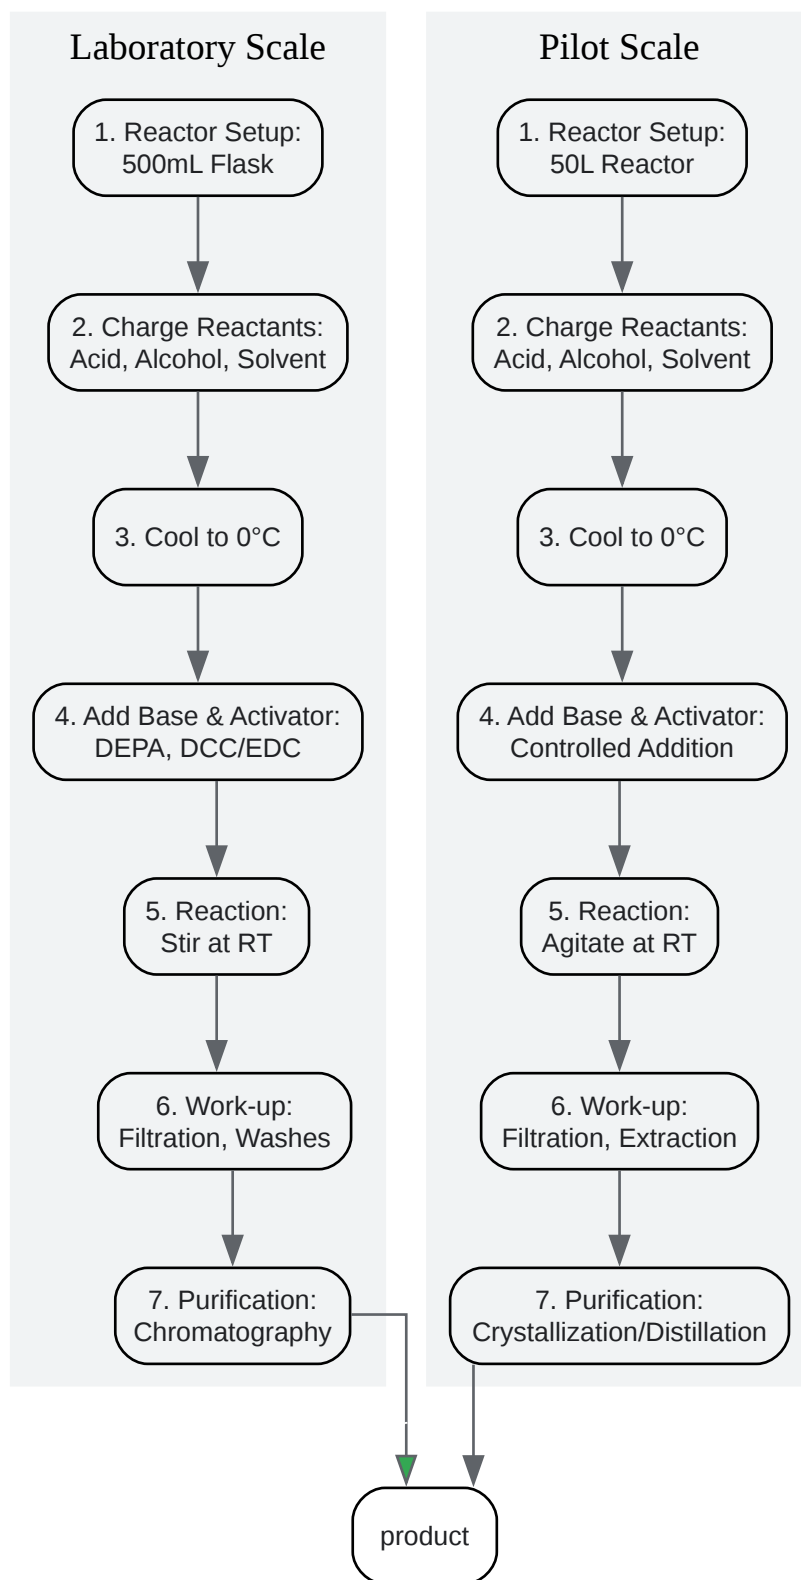 Laboratory Scale
1. Reactor Setup:
500mL Flask
2. Charge Reactants:
Acid, Alcohol, Solvent
3. Cool to 0°C
4. Add Base & Activator:
DEPA, DCC/EDC
5. Reaction:
Stir at RT
6. Work-up:
Filtration, Washes
7. Purification:
Chromatography
Pilot Scale
1. Reactor Setup:
50L Reactor
2. Charge Reactants:
Acid, Alcohol, Solvent
3. Cool to 0°C
4. Add Base & Activator:
Controlled Addition
5. Reaction:
Agitate at RT
6. Work-up:
Filtration, Extraction
7. Purification:
Crystallization/Distillation
product